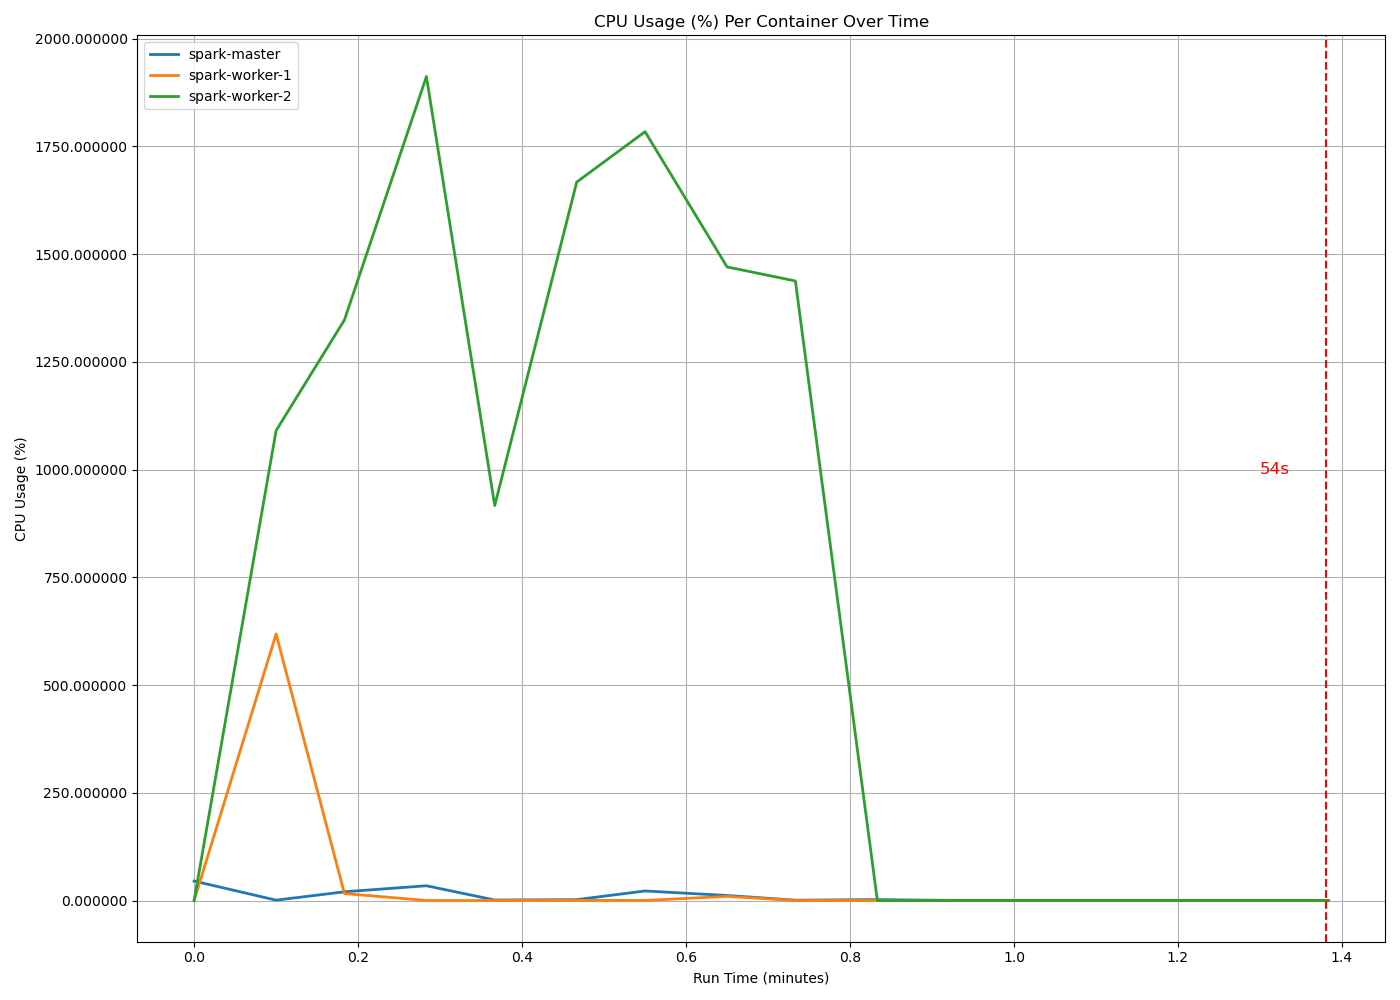 CPU Usage (%) Per Container Over Time
spark-master
spark-worker-1
spark-worker-2
2000.000000
1750.000000
1500.000000
1250.000000
1000.000000
750.000000
500.000000
250.000000
0.000000
CPU Usage (%)
54s
0.0 0.2 0.4 0.6 0.8 1.0 1.2 1.4
Run Time (minutes)